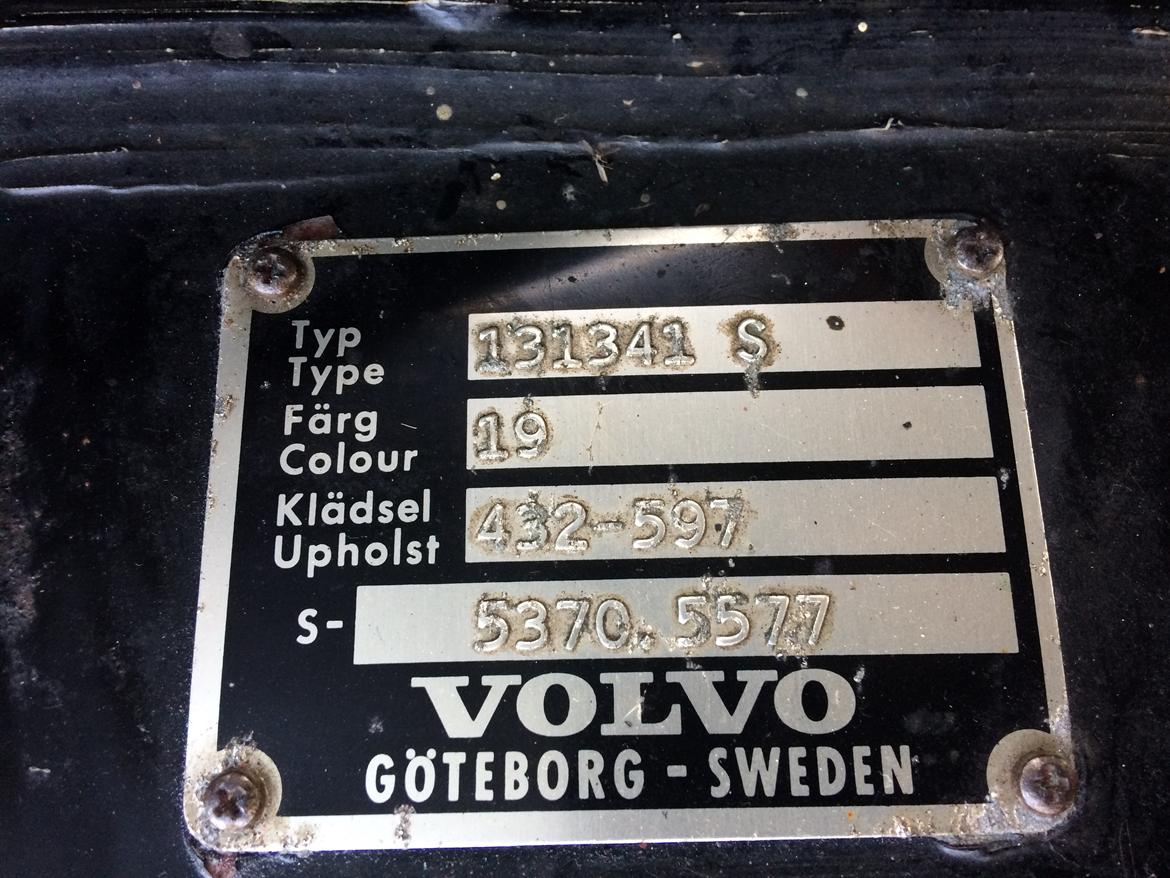 Typ
Type 131341 S
Färg
Colour 19
Klädsel
Upholst 432-597
S- 5370.5577
VOLVO
GÖTEBORG - SWEDEN